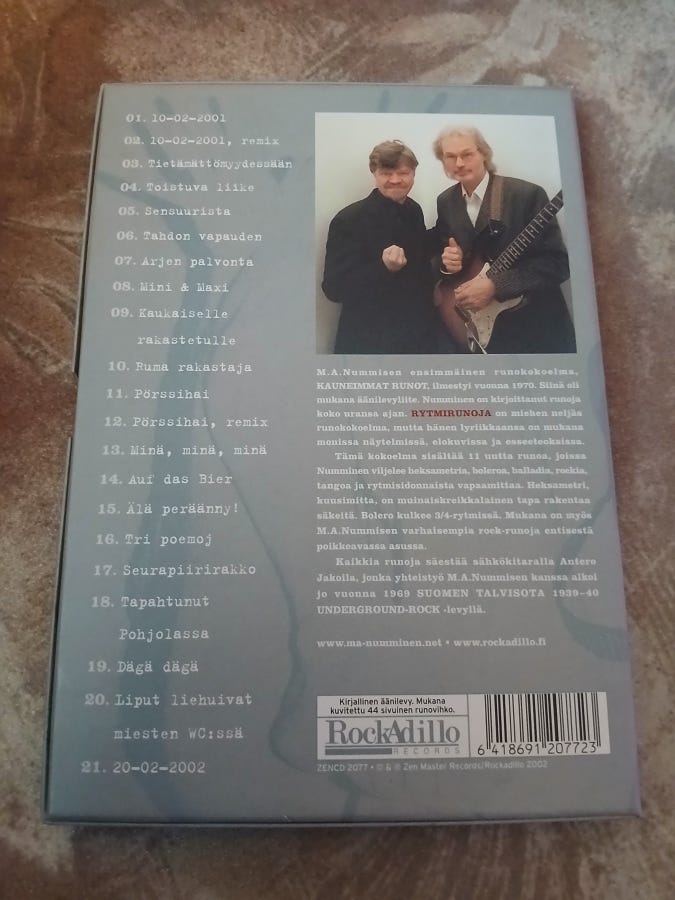 01. 10-02-2001
02. 10-02-2001, remix
03. Tietämättömyydessään
04. Toistuva liike
05. Sensuurista
06. Tahdon vapauden
07. Arjen palvonta
08. Mini & Maxi
09. Kaukaiselle
rakastetulle
10. Ruma rakastaja
11. Pörssihai
12. Pörssihai, remix
13. Minä, minä, minä
14. Auf das Bier
15. Älä peräänny!
16. Tri poemoj
17. Seurapiirirakko
18. Tapahtunut
Pohjolassa
19. Dägä dägä
20. Liput liehuivat
miesten WC:ssä
21. 20-02-2002
M.A.Nummisen ensimmäinen runokokoelma,
KAUNEIMMAT RUNOT, ilmestyi vuonna 1970. Siinä oli
mukana äänilevyliite. Numminen on kirjoittanut runoja
koko uransa ajan. RYTMIRUNOJA on miehen neljäs
runokokoelma, mutta hänen lyriikkaansa on mukana
monissa näytelmissä, elokuvissa ja esseeteoksissa.
Tämä kokoelma sisältää 11 uutta runoa, joissa
Numminen viljelee heksametria, boleroa, balladia, rockia,
tangoa ja rytmisidonnaista vapaamittaa. Heksametri,
kuusimitta, on muinaiskreikkalainen tapa rakentaa
säkeitä. Bolero kulkee 3/4-rytmissä. Mukana on myös
M.A.Nummisen varhaisempia rock-runoja entisestä
poikkeavassa asussa.
Kaikkia runoja säestää sähkökitaralla Antero
Jakoila, jonka yhteistyö M.A.Nummisen kanssa alkoi
jo vuonna 1969 SUOMEN TALVISOTA 1939-40
UNDERGROUND-ROCK -levyllä.
www.ma-numminen.net • www.rockadillo.fi
Kirjallinen äänilevy. Mukana
kuvitettu 44 sivuinen runovihko.
RockAdillo
RECORDS
6 418691 207723
ZENCD 2077 • © & ℗ Zen Master Records/Rockadillo 2002